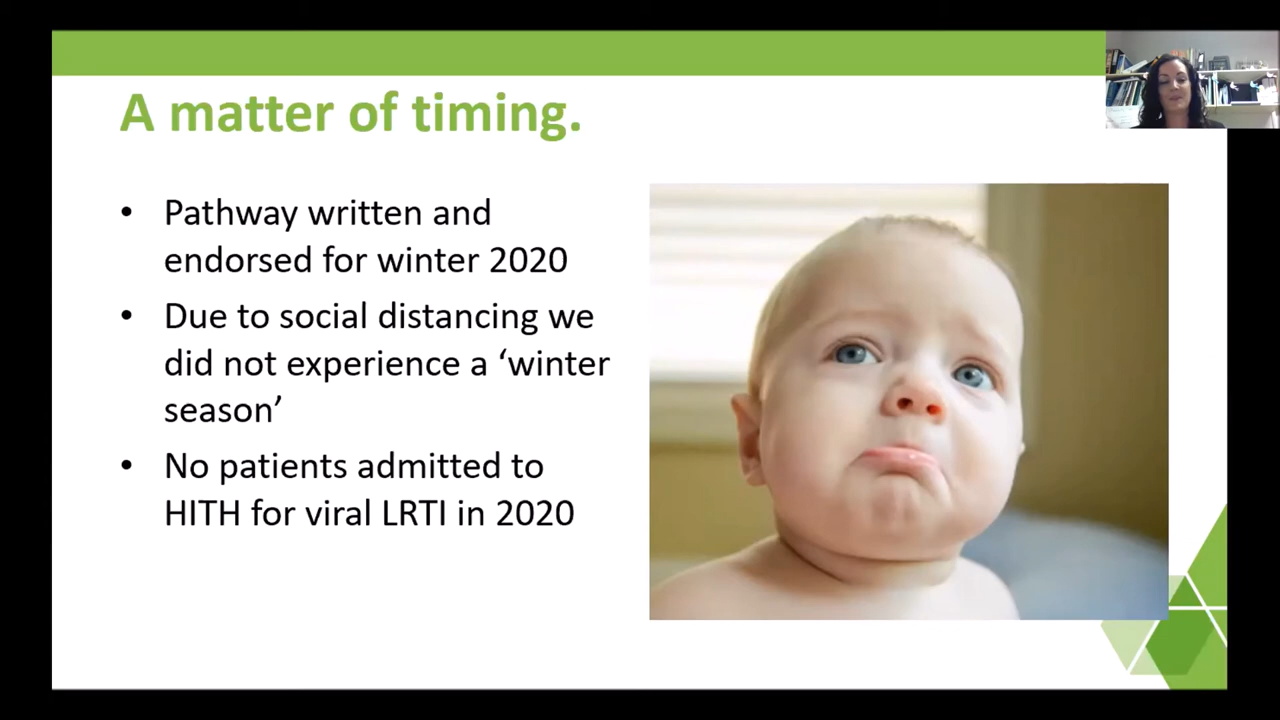 A matter of timing.
• Pathway written and
endorsed for winter 2020
• Due to social distancing we
did not experience a ‘winter
season’
• No patients admitted to
HITH for viral LRTI in 2020